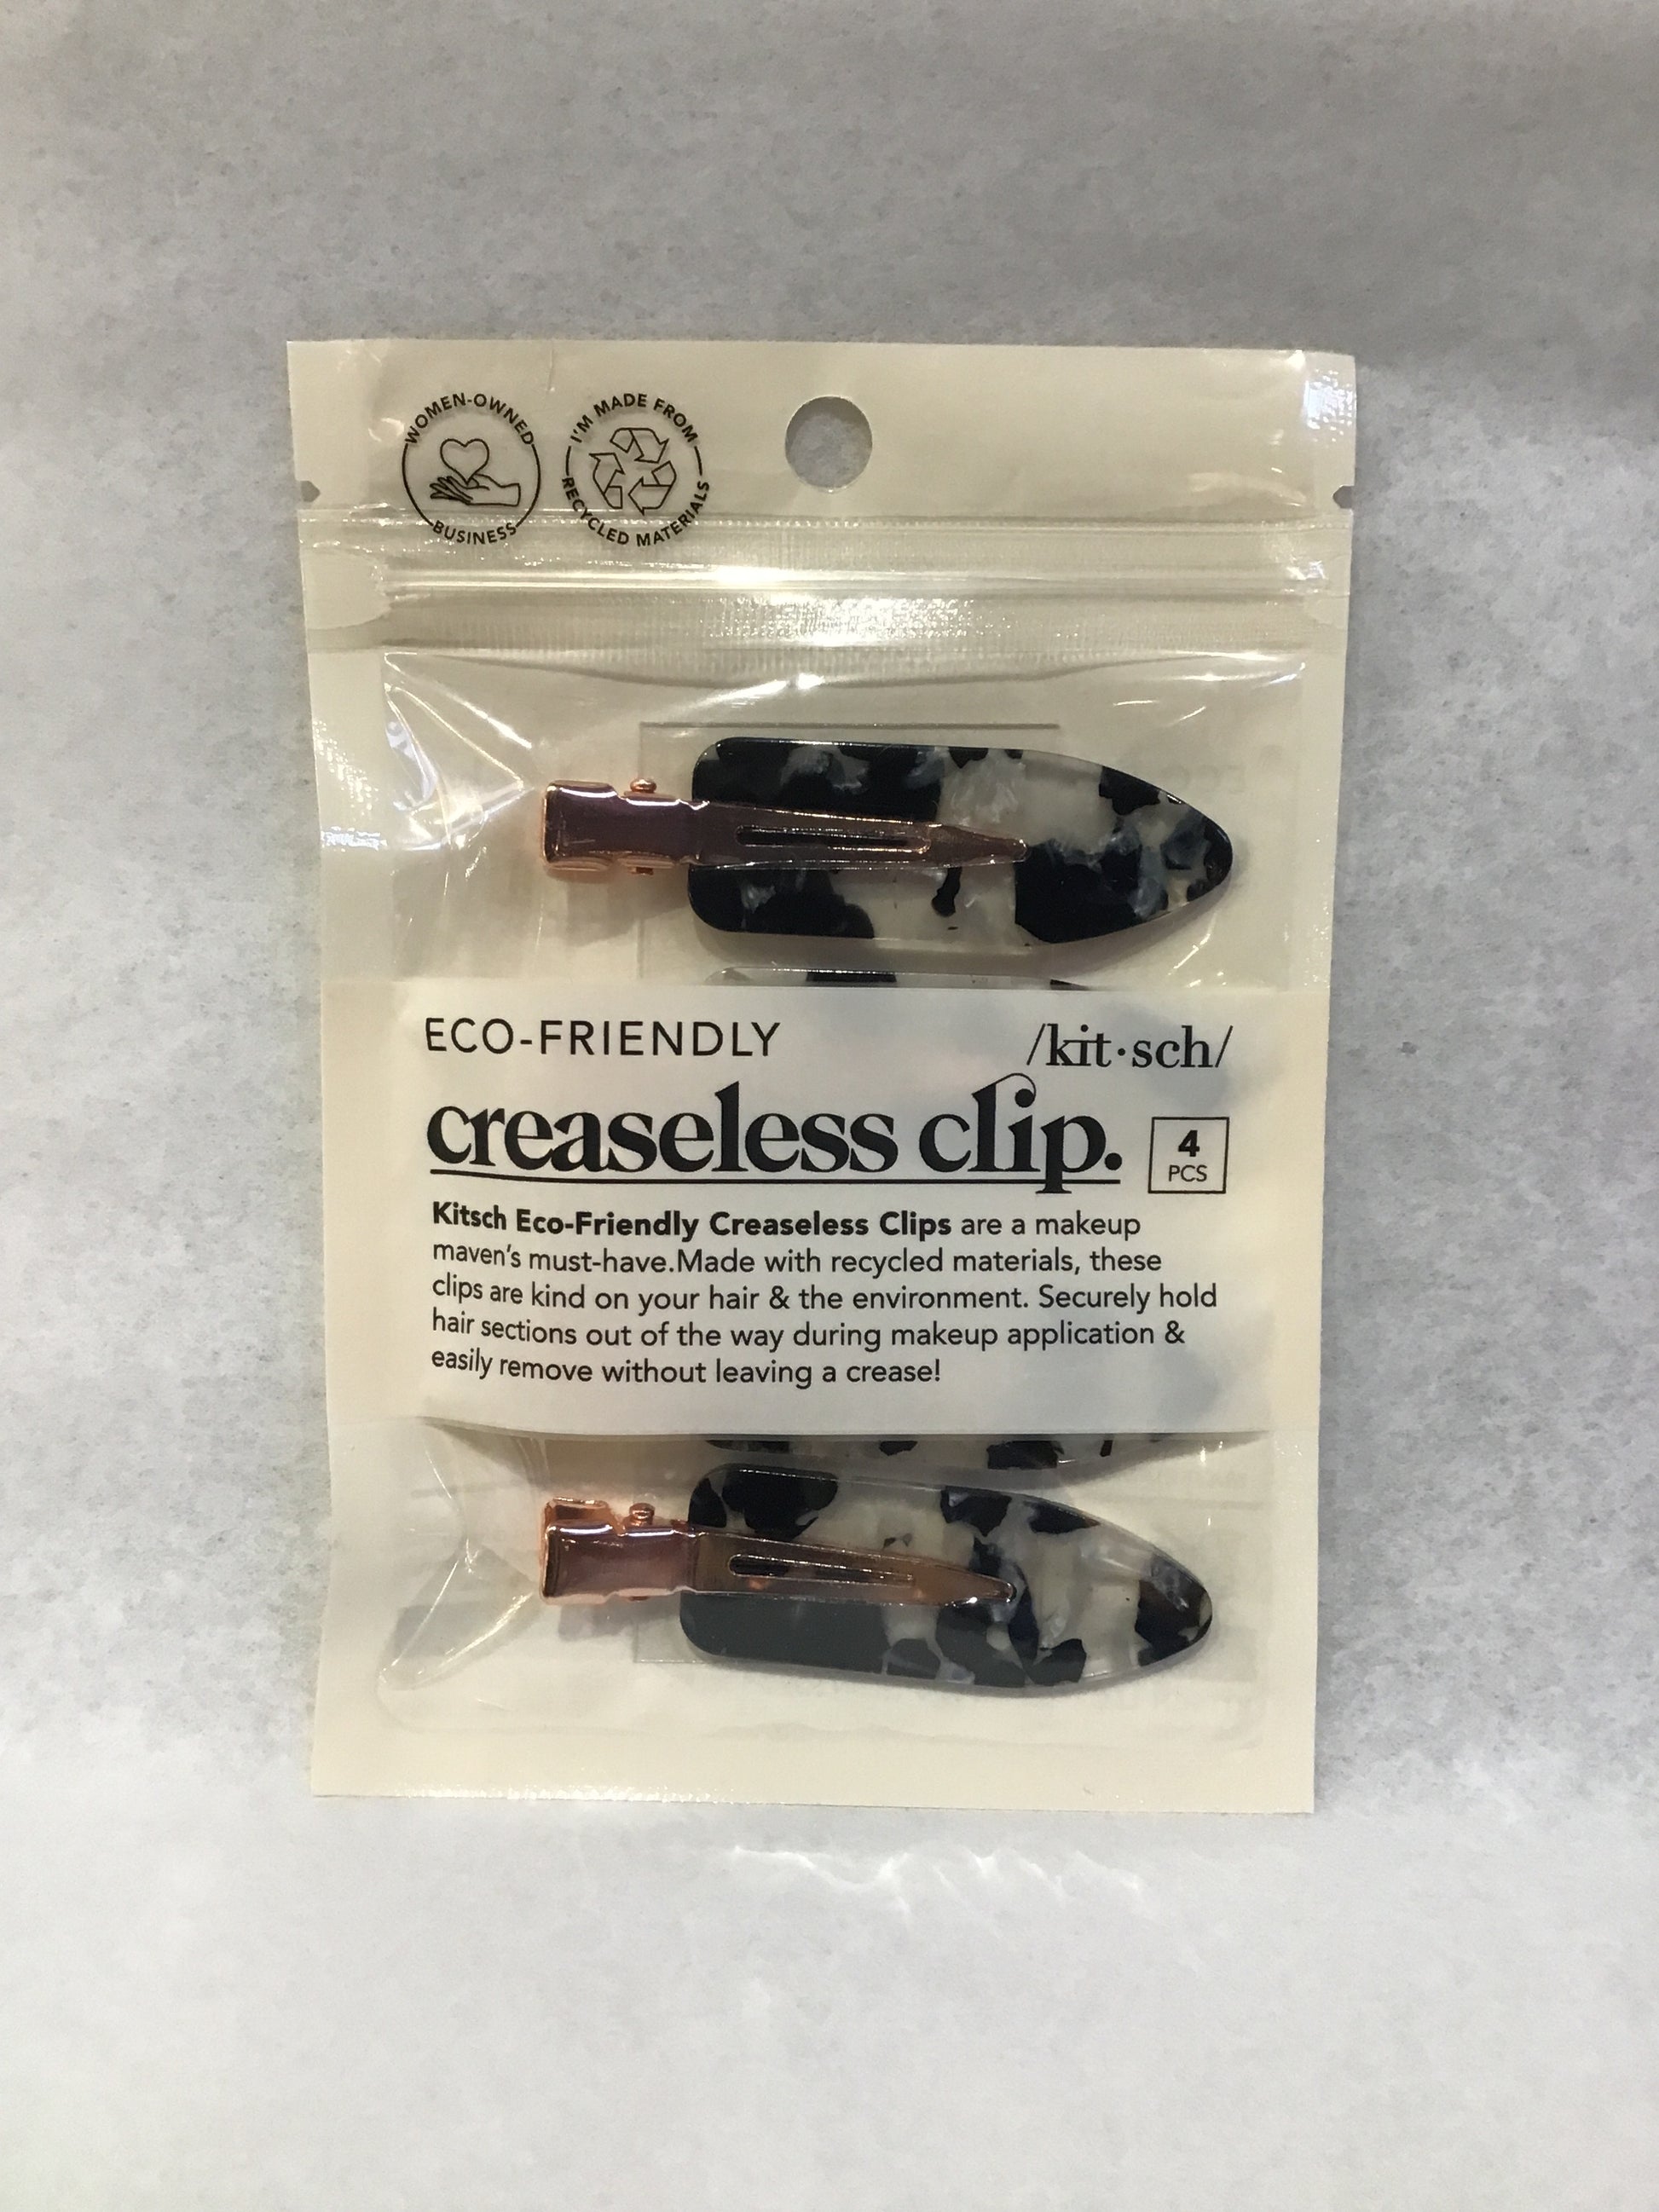 WOMEN-OWNED
BUSINESS
I'M MADE FROM
RECYCLED MATERIALS
ECO-FRIENDLY
/kit·sch/
creaseless clip.
4
PCS
Kitsch Eco-Friendly Creaseless Clips are a makeup
maven's must-have.Made with recycled materials, these
clips are kind on your hair & the environment. Securely hold
hair sections out of the way during makeup application &
easily remove without leaving a crease!